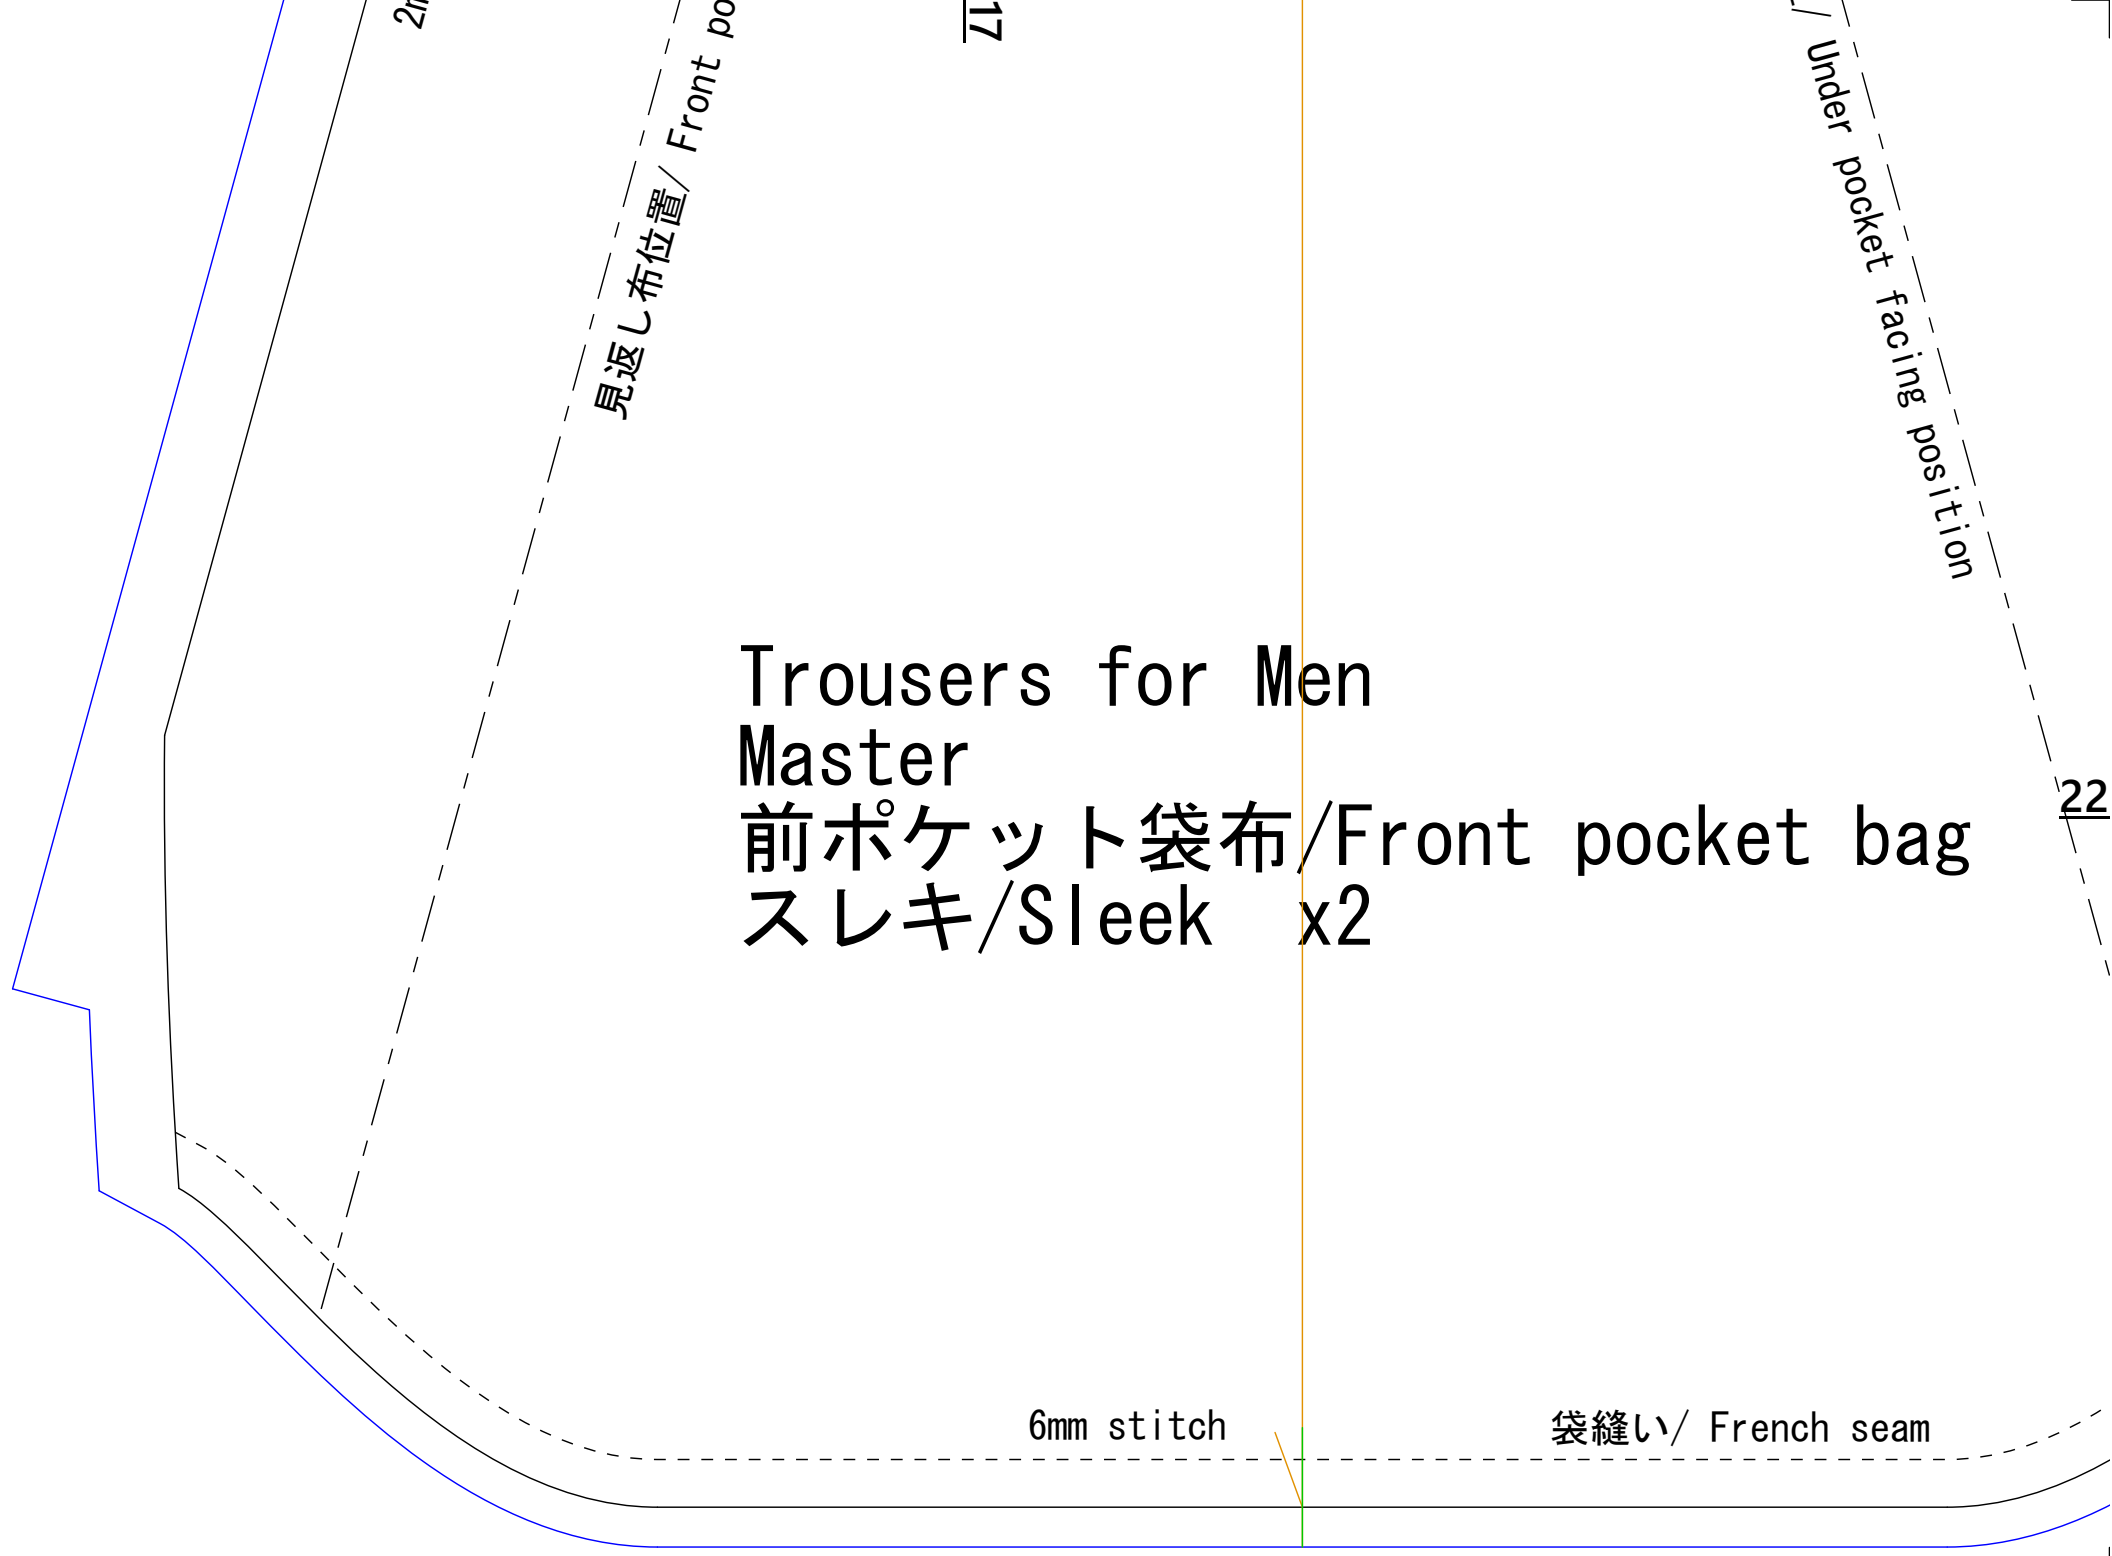 17
見返し布位置/ Front
/ Under pocket facing position
Trousers for Men
Master
前ポケット袋布/Front pocket bag
スレキ/Sleek x2
22
6mm stitch
袋縫い/ French seam